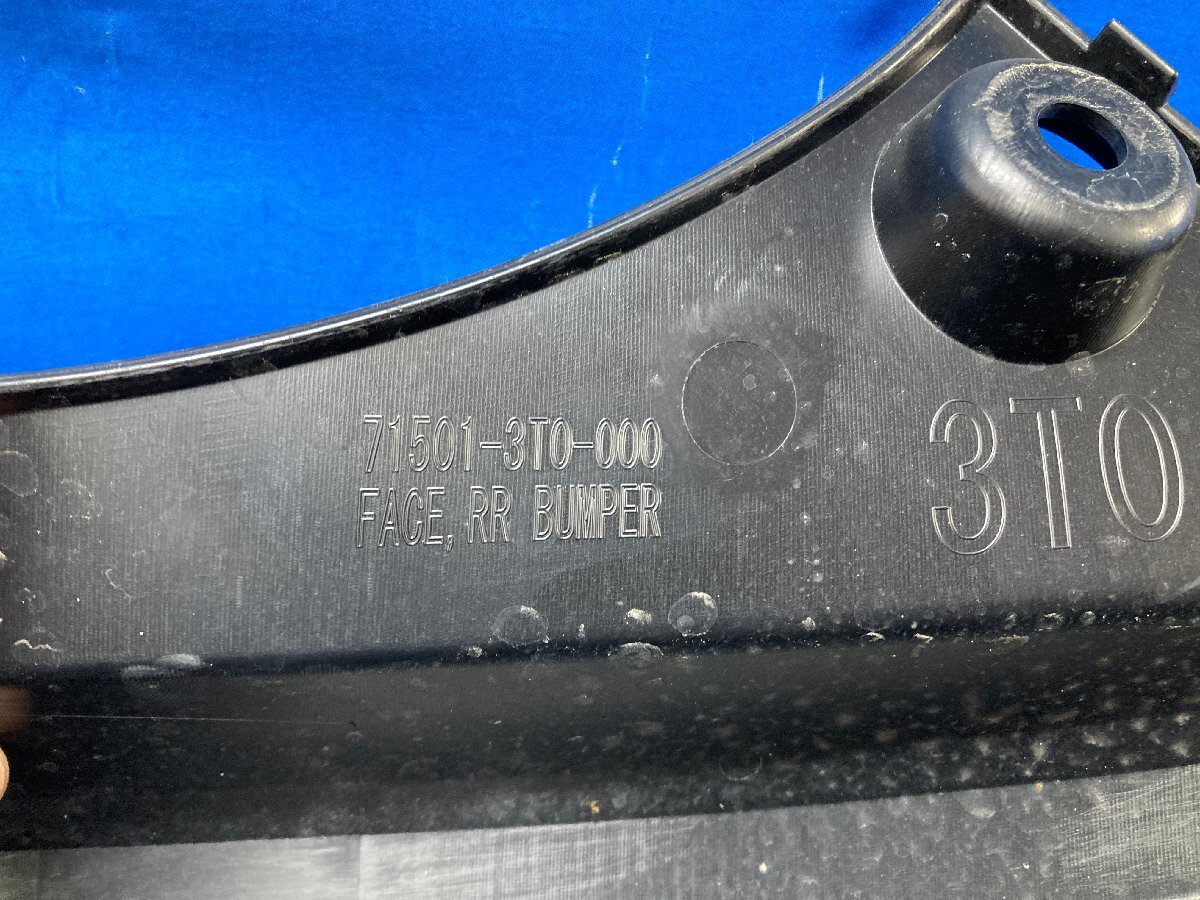 71501-3T0-000
FACE, RR BUMPER
3T0